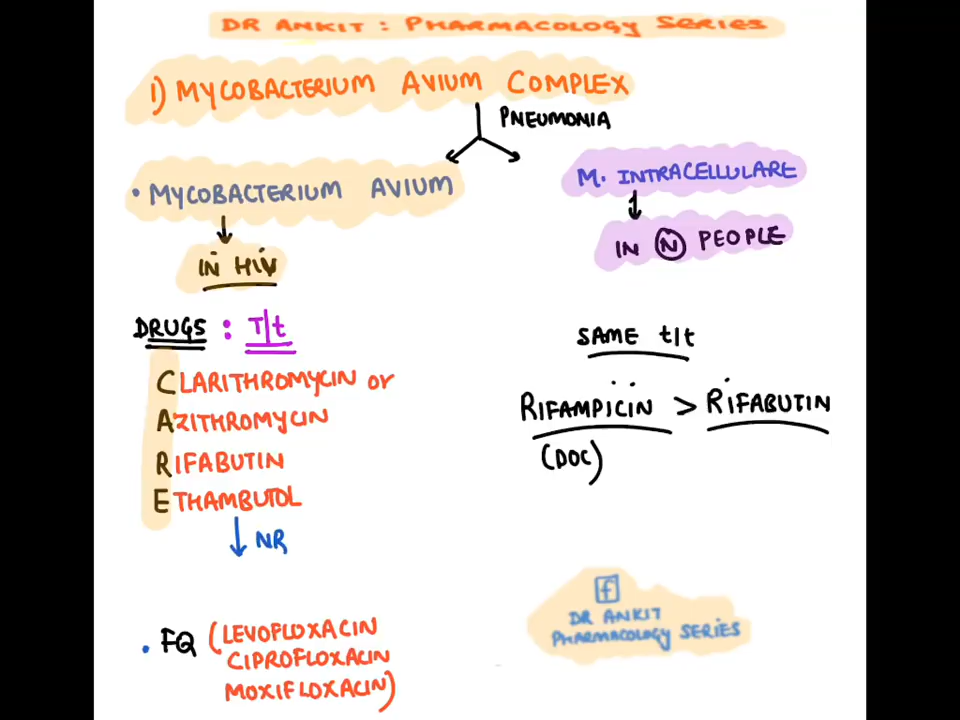 DR ANKIT : PHARMACOLOGY SERIES
1) MYCOBACTERIUM AVIUM COMPLEX
PNEUMONIA
• MYCOBACTERIUM AVIUM
IN HIV
M. INTRACELLULARE
IN N PEOPLE
DRUGS : T/t
CLARITHROMYCIN or
AZITHROMYCIN
RIFABUTIN
ETHAMBUTOL
NR
• FQ (LEVOFLOXACIN
CIPROFLOXACIN
MOXIFLOXACIN)
SAME t/t
RIFAMPICIN > RIFABUTIN
(DOC)
f
DR ANKIT
PHARMACOLOGY SERIES